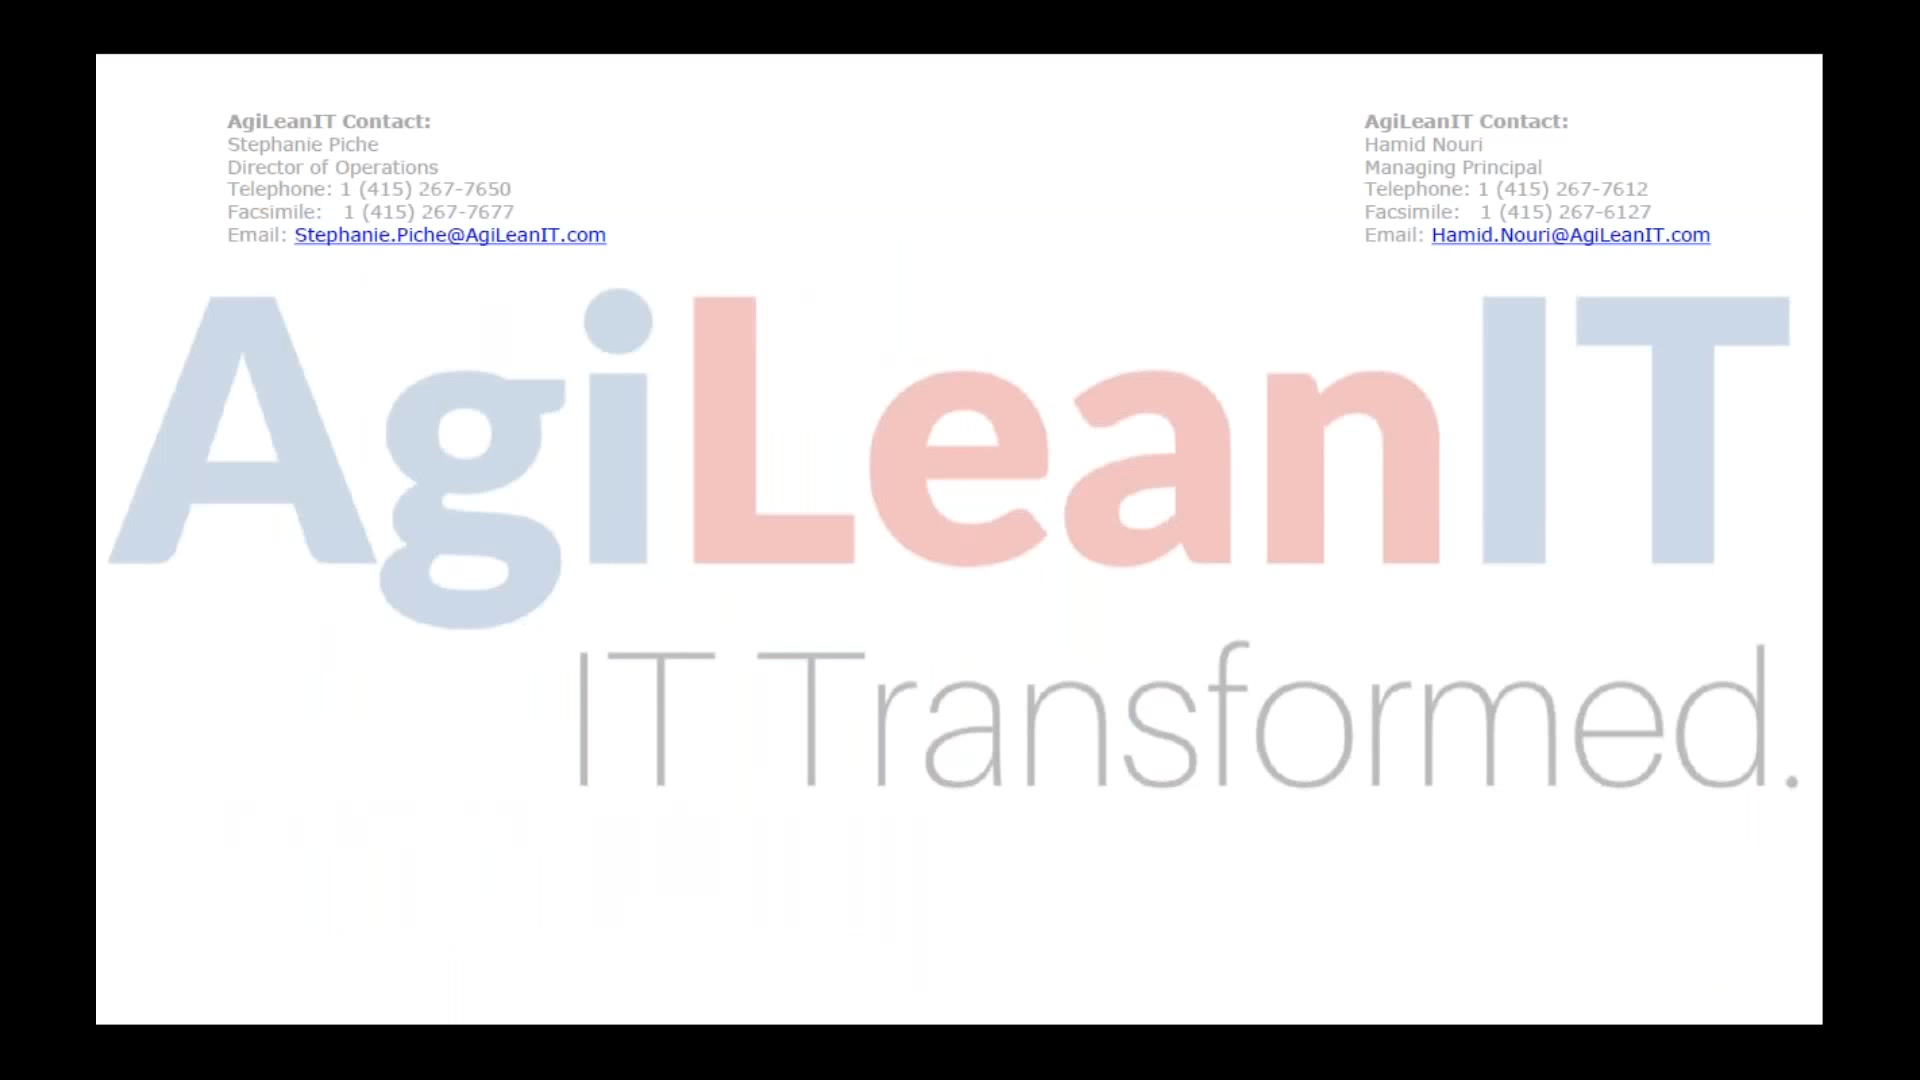 AgiLeanIT Contact:
Stephanie Piche
Director of Operations
Telephone: 1 (415) 267-7650
Facsimile: 1 (415) 267-7677
Email: Stephanie.Piche@AgiLeanIT.com
AgiLeanIT Contact:
Hamid Nouri
Managing Principal
Telephone: 1 (415) 267-7612
Facsimile: 1 (415) 267-6127
Email: Hamid.Nouri@AgiLeanIT.com
AgiLeanIT
IT Transformed.